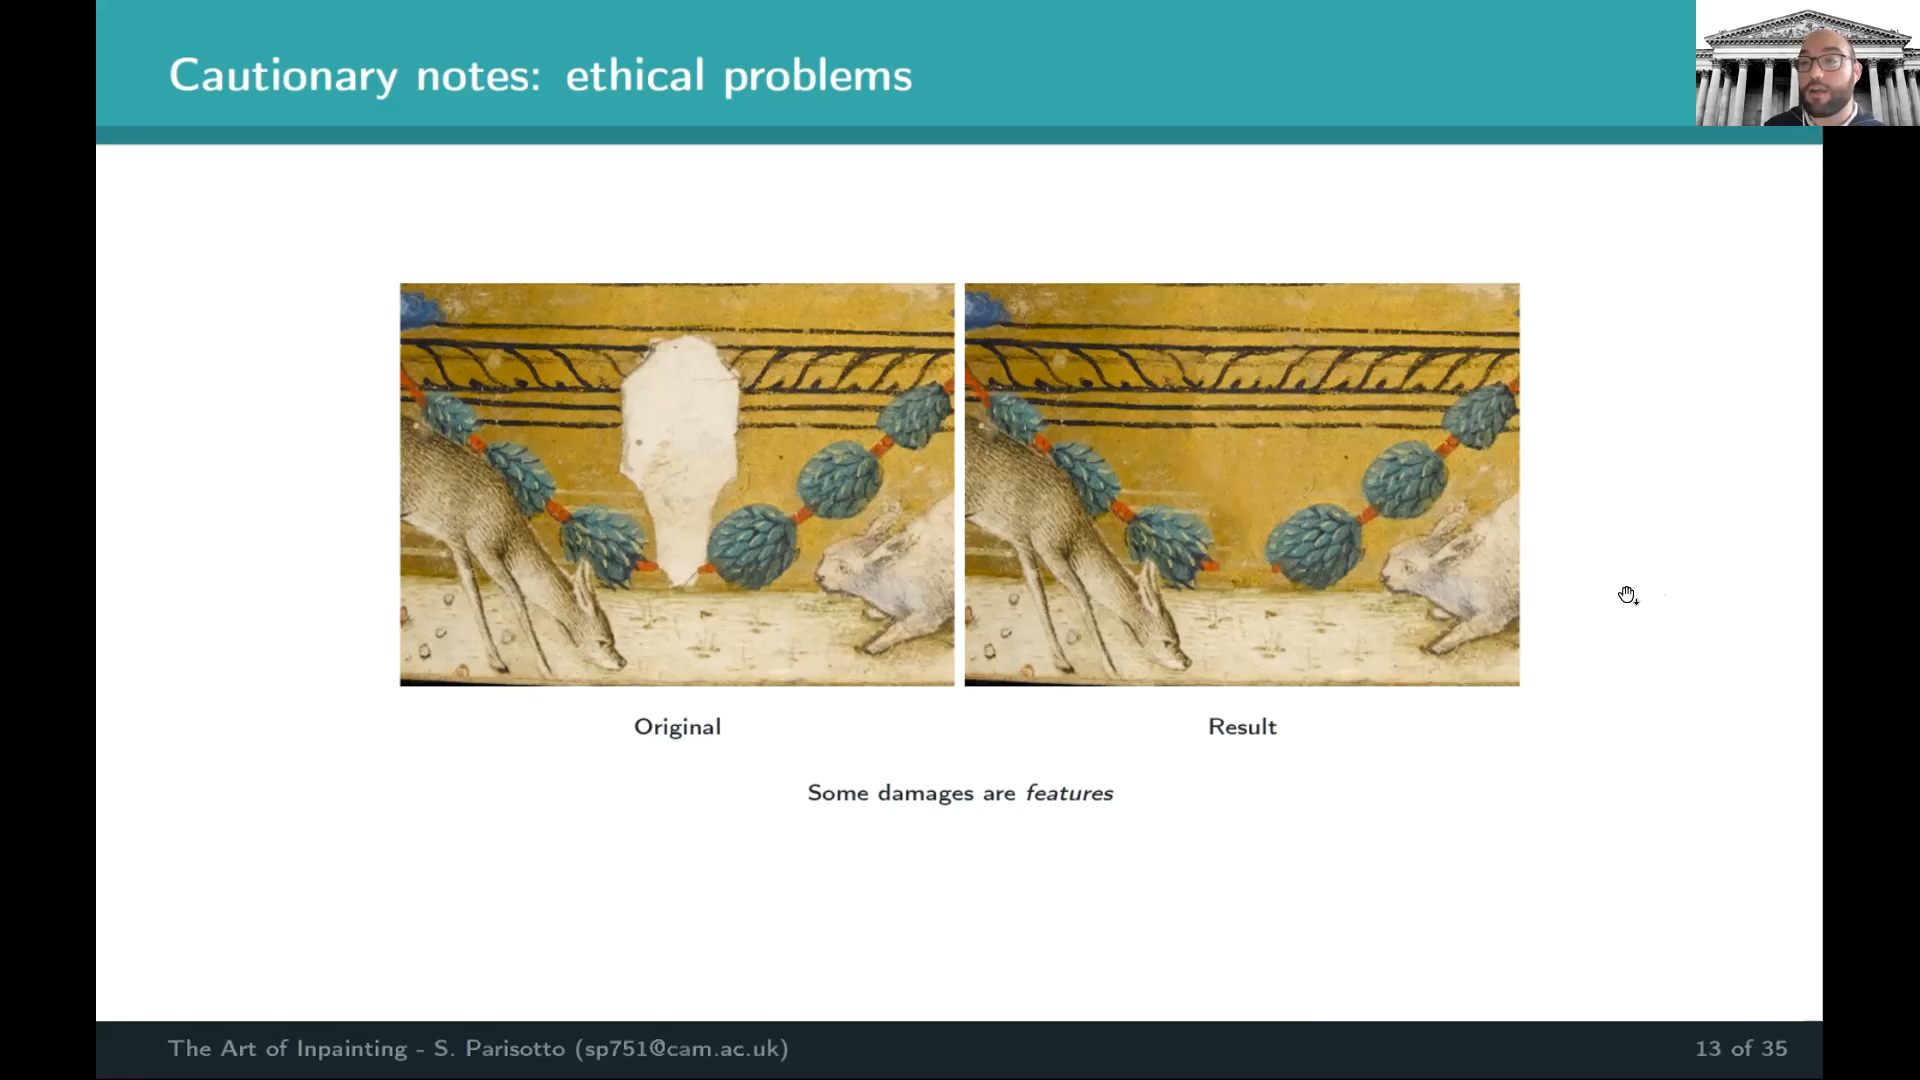 Cautionary notes: ethical problems
Original
Result
Some damages are features
The Art of Inpainting - S. Parisotto (sp751@cam.ac.uk)
13 of 35